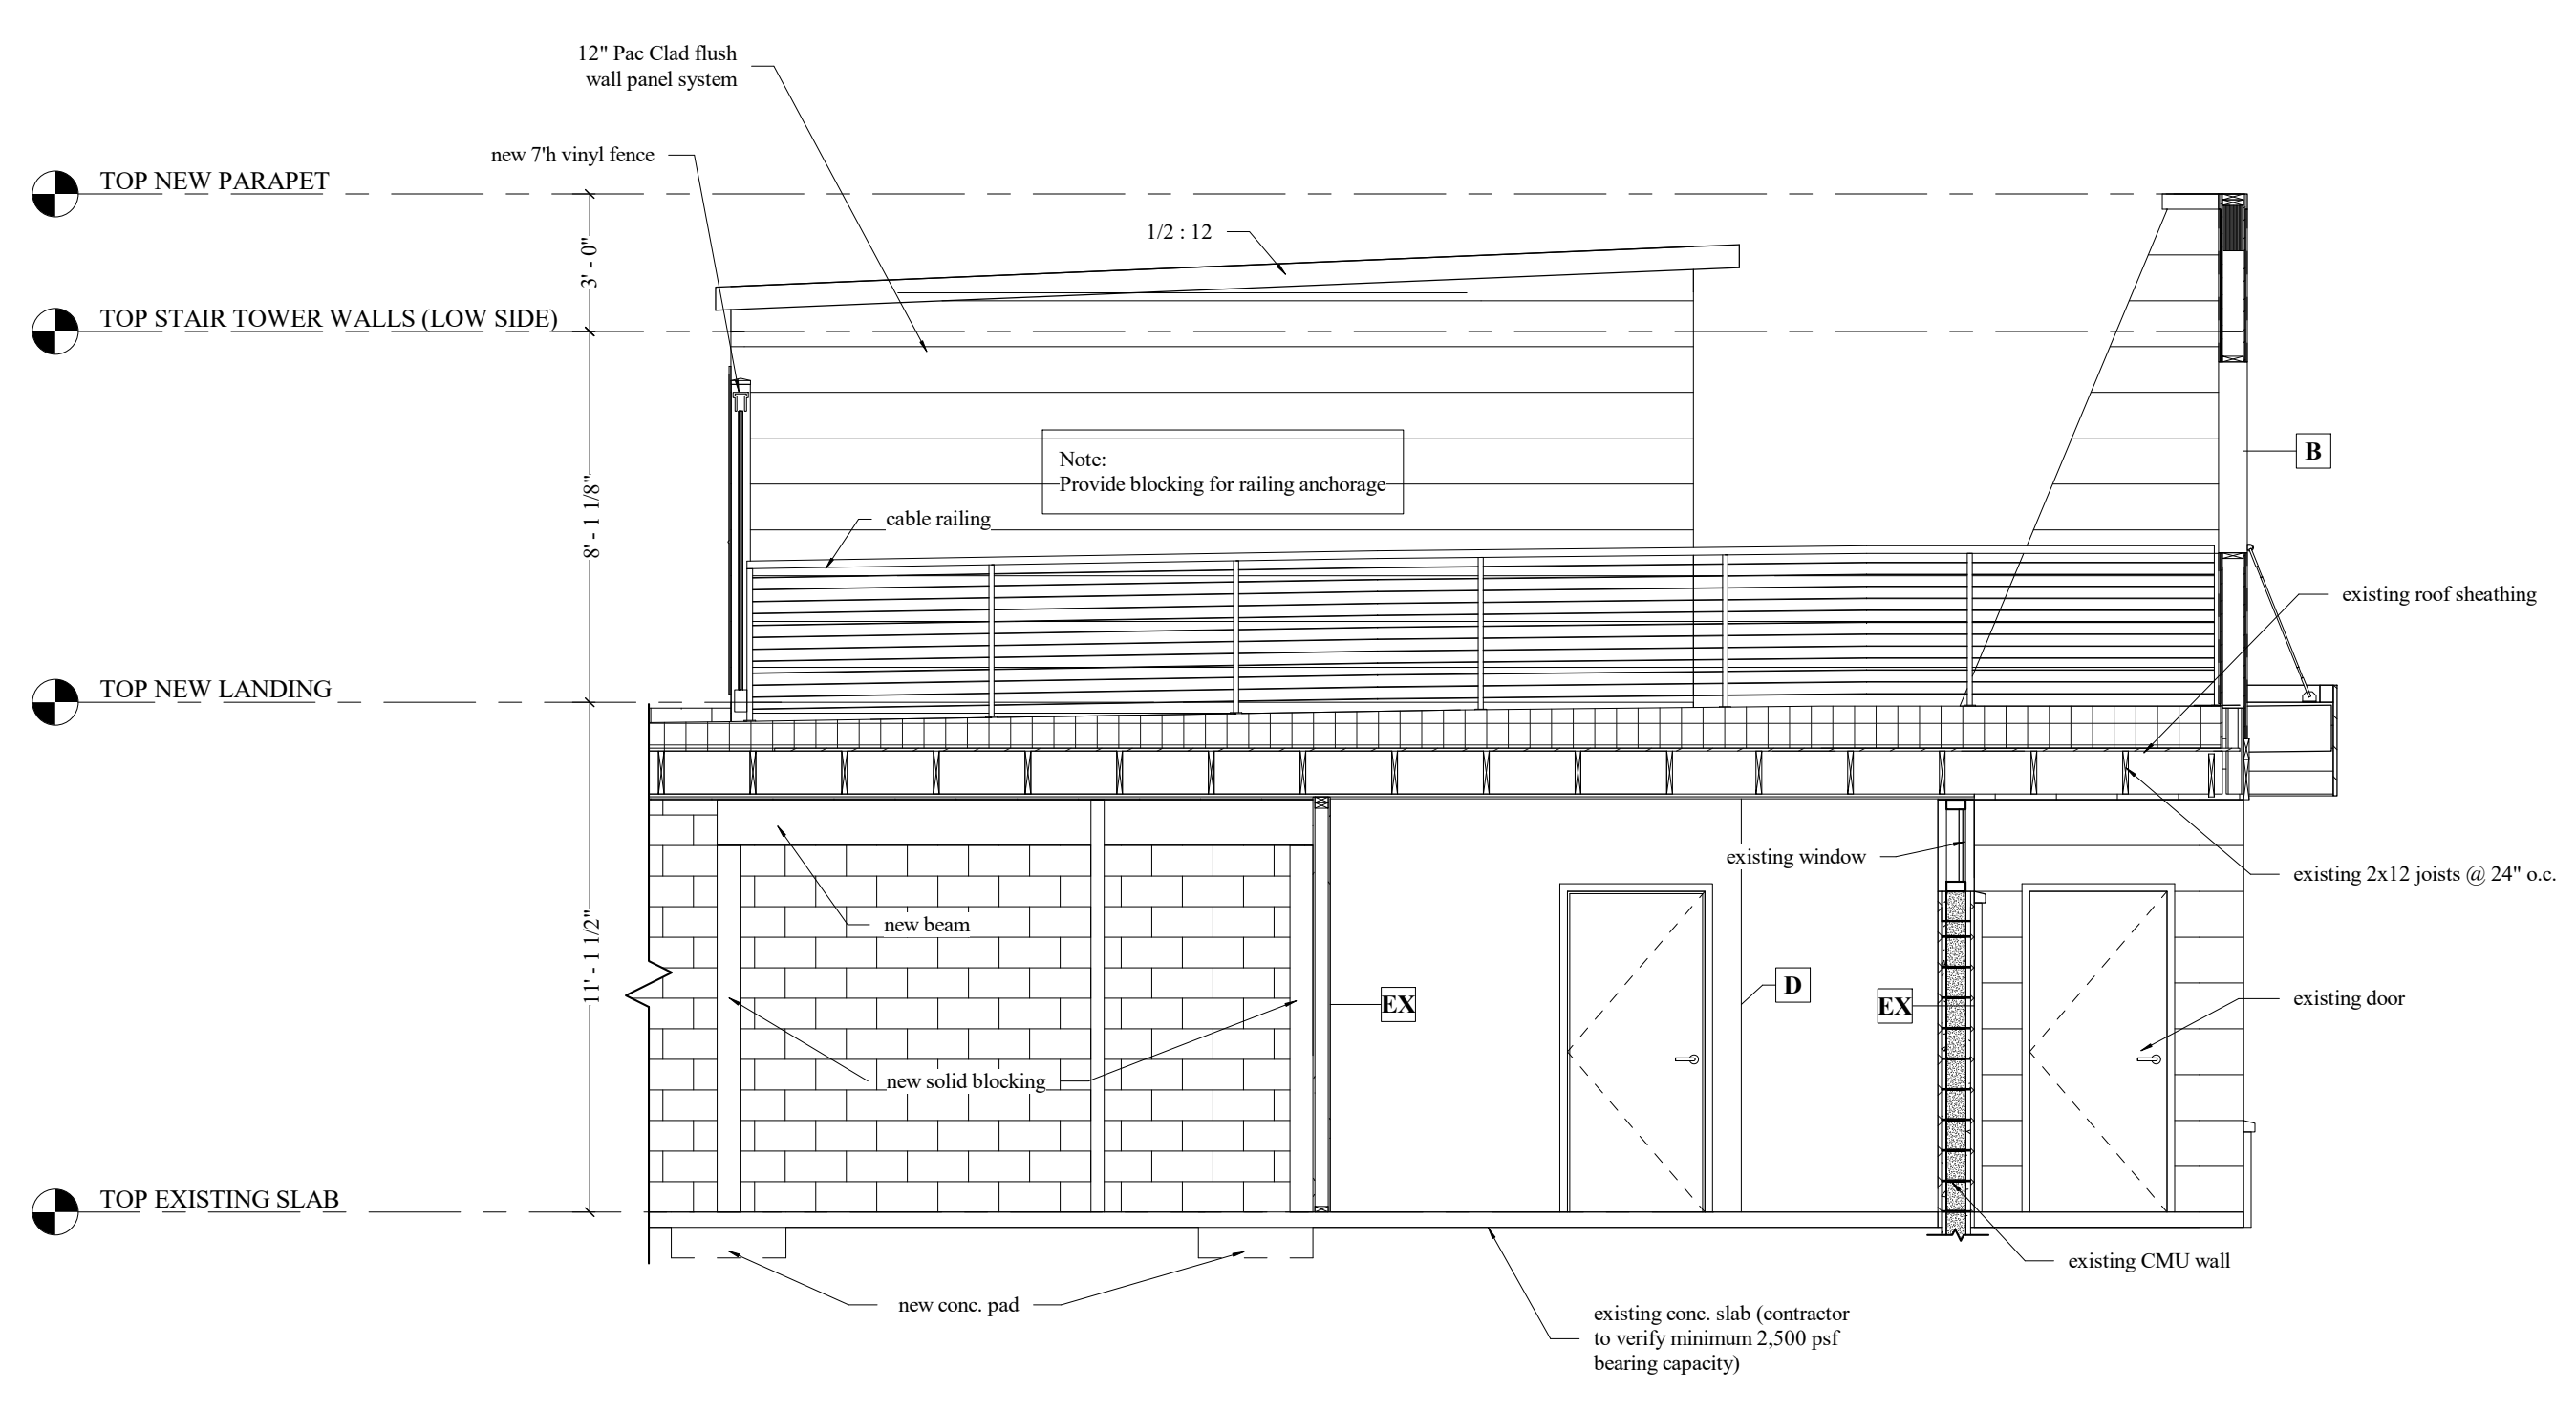 12" Pac Clad flush
wall panel system
new 7'h vinyl fence
TOP NEW PARAPET
1/2 : 12
3' - 0"
TOP STAIR TOWER WALLS (LOW SIDE)
B
Note:
Provide blocking for railing anchorage
cable railing
8' - 1 1/8"
existing roof sheathing
TOP NEW LANDING
existing window
existing 2x12 joists @ 24" o.c.
new beam
11' - 1 1/2"
D
EX
EX
existing door
new solid blocking
TOP EXISTING SLAB
existing CMU wall
new conc. pad
existing conc. slab (contractor
to verify minimum 2,500 psf
bearing capacity)